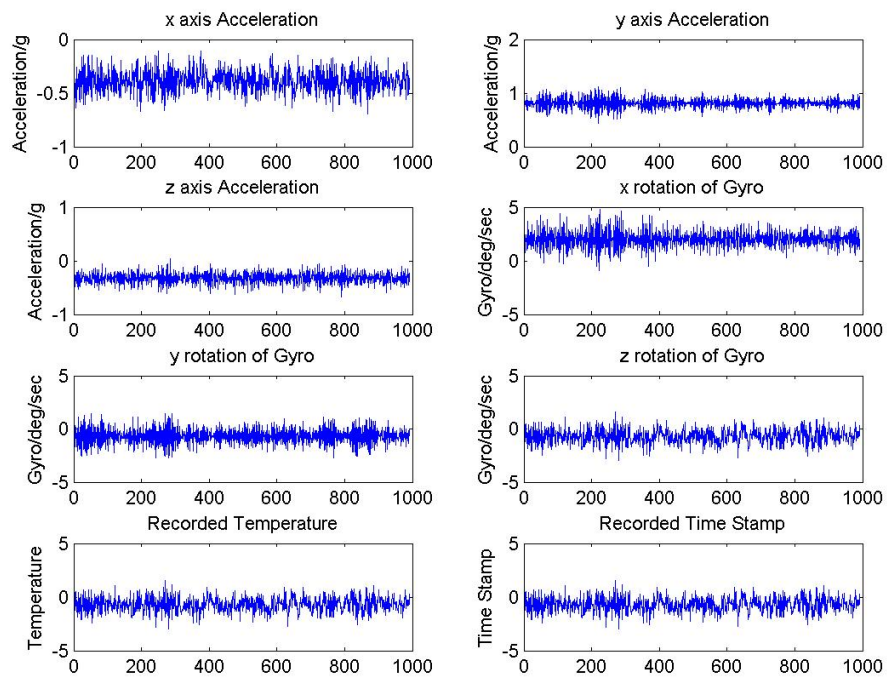 x axis Acceleration
y axis Acceleration
0
-0.5
-1
Acceleration/g
0 200 400 600 800 1000
2
1
0
Acceleration/g
0 200 400 600 800 1000
z axis Acceleration
x rotation of Gyro
1
0
-1
Acceleration/g
0 200 400 600 800 1000
5
0
-5
Gyro/deg/sec
0 200 400 600 800 1000
y rotation of Gyro
z rotation of Gyro
5
0
-5
Gyro/deg/sec
0 200 400 600 800 1000
5
0
-5
Gyro/deg/sec
0 200 400 600 800 1000
Recorded Temperature
Recorded Time Stamp
5
0
-5
Temperature
0 200 400 600 800 1000
5
0
-5
Time Stamp
0 200 400 600 800 1000